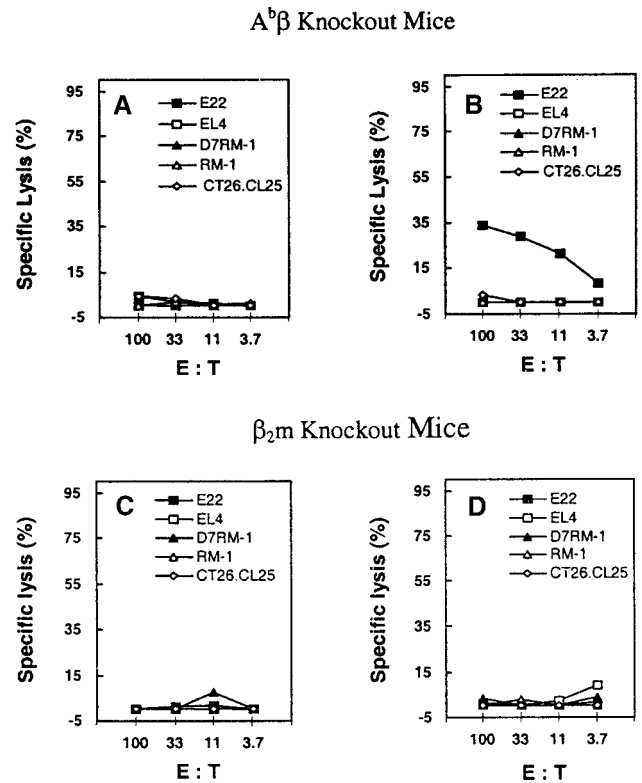 Aᵇβ Knockout Mice
A
E22
EL4
D7RM-1
RM-1
CT26.CL25
Specific Lysis (%)
95
75
55
35
15
-5
100 33 11 3.7
E : T
B
E22
EL4
D7RM-1
RM-1
CT26.CL25
Specific Lysis (%)
95
75
55
35
15
-5
100 33 11 3.7
E : T
β₂m Knockout Mice
C
E22
EL4
D7RM-1
RM-1
CT26.CL25
Specific lysis (%)
95
75
55
35
15
-5
100 33 11 3.7
E : T
D
E22
EL4
D7RM-1
RM-1
CT26.CL25
Specific lysis (%)
95
75
55
35
15
-5
100 33 11 3.7
E : T